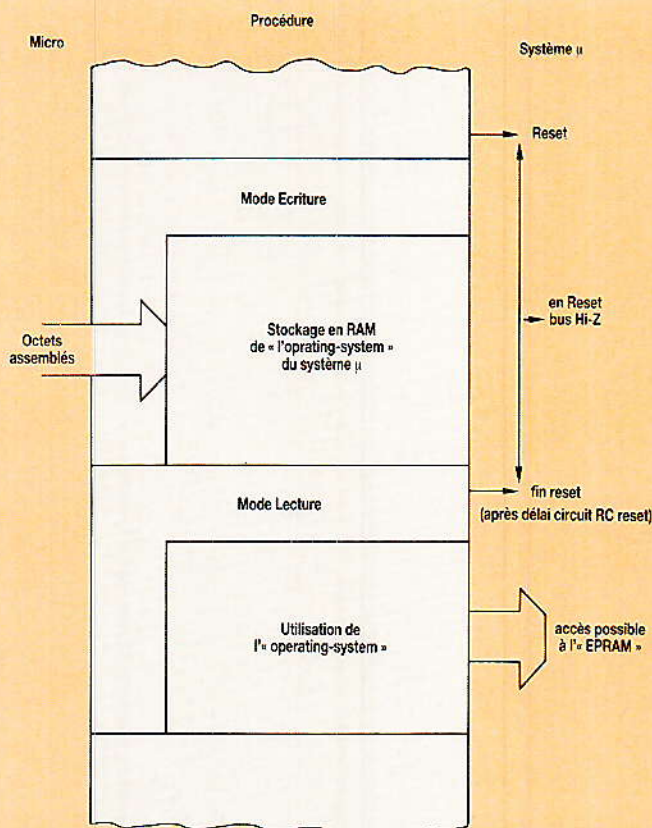 Procédure
Micro
Système µ
Reset
Mode Ecriture
en Reset
bus Hi-Z
Octets
assemblés
Stockage en RAM
de « l'oprating-system »
du système µ
Mode Lecture
fin reset
(après délai circuit RC reset)
Utilisation de
l'« operating-system »
accès possible
à l'« EPRAM »